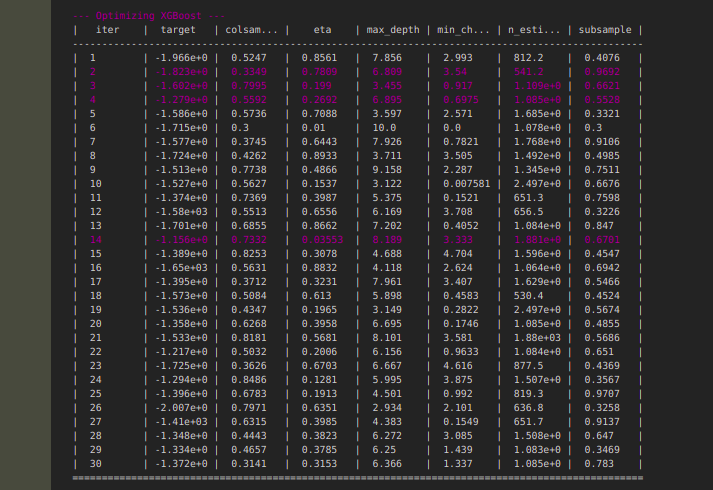 --- Optimizing XGBoost ---
| iter | target | colsam... | eta | max_depth | min_ch... | n_esti... | subsample |
-------------------------------------------------------------------------------------------------
| 1 | -1.966e+0 | 0.5247 | 0.8561 | 7.856 | 2.993 | 812.2 | 0.4076 |
| 2 | -1.823e+0 | 0.3349 | 0.7609 | 6.809 | 3.54 | 541.2 | 0.9692 |
| 3 | -1.602e+0 | 0.7995 | 0.199 | 3.455 | 0.917 | 1.109e+0 | 0.6621 |
| 4 | -1.279e+0 | 0.5592 | 0.2692 | 6.895 | 0.6975 | 1.085e+0 | 0.5528 |
| 5 | -1.586e+0 | 0.5736 | 0.7088 | 3.597 | 2.571 | 1.685e+0 | 0.3321 |
| 6 | -1.715e+0 | 0.3 | 0.01 | 10.0 | 0.0 | 1.078e+0 | 0.3 |
| 7 | -1.577e+0 | 0.3745 | 0.6443 | 7.926 | 0.7821 | 1.768e+0 | 0.9106 |
| 8 | -1.724e+0 | 0.4262 | 0.8933 | 3.711 | 3.505 | 1.492e+0 | 0.4985 |
| 9 | -1.513e+0 | 0.7738 | 0.4866 | 9.158 | 2.287 | 1.345e+0 | 0.7511 |
| 10 | -1.527e+0 | 0.5627 | 0.1537 | 3.122 | 0.007581 | 2.497e+0 | 0.6676 |
| 11 | -1.374e+0 | 0.7369 | 0.3987 | 5.375 | 0.1521 | 651.3 | 0.7598 |
| 12 | -1.58e+03 | 0.5513 | 0.6556 | 6.169 | 3.708 | 656.5 | 0.3226 |
| 13 | -1.701e+0 | 0.6855 | 0.8662 | 7.202 | 0.4052 | 1.084e+0 | 0.847 |
| 14 | -1.156e+0 | 0.7332 | 0.03553 | 8.189 | 3.333 | 1.881e+0 | 0.6701 |
| 15 | -1.389e+0 | 0.8253 | 0.3078 | 4.688 | 4.704 | 1.596e+0 | 0.4547 |
| 16 | -1.65e+03 | 0.5631 | 0.8832 | 4.118 | 2.624 | 1.064e+0 | 0.6942 |
| 17 | -1.395e+0 | 0.3712 | 0.3231 | 7.961 | 3.407 | 1.629e+0 | 0.5466 |
| 18 | -1.573e+0 | 0.5084 | 0.613 | 5.898 | 0.4583 | 530.4 | 0.4524 |
| 19 | -1.536e+0 | 0.4347 | 0.1965 | 3.149 | 0.2822 | 2.497e+0 | 0.5674 |
| 20 | -1.358e+0 | 0.6268 | 0.3958 | 6.695 | 0.1746 | 1.085e+0 | 0.4855 |
| 21 | -1.533e+0 | 0.8181 | 0.5681 | 8.101 | 3.581 | 1.88e+03 | 0.5686 |
| 22 | -1.217e+0 | 0.5032 | 0.2006 | 6.156 | 0.9633 | 1.084e+0 | 0.651 |
| 23 | -1.725e+0 | 0.3626 | 0.6703 | 6.667 | 4.616 | 877.5 | 0.4369 |
| 24 | -1.294e+0 | 0.8486 | 0.1281 | 5.995 | 3.875 | 1.507e+0 | 0.3567 |
| 25 | -1.396e+0 | 0.6783 | 0.1913 | 4.501 | 0.992 | 819.3 | 0.9707 |
| 26 | -2.007e+0 | 0.7971 | 0.6351 | 2.934 | 2.101 | 636.8 | 0.3258 |
| 27 | -1.41e+03 | 0.6315 | 0.3985 | 4.383 | 0.1549 | 651.7 | 0.9137 |
| 28 | -1.348e+0 | 0.4443 | 0.3823 | 6.272 | 3.085 | 1.508e+0 | 0.647 |
| 29 | -1.334e+0 | 0.4657 | 0.3785 | 6.25 | 1.439 | 1.083e+0 | 0.3469 |
| 30 | -1.372e+0 | 0.3141 | 0.3153 | 6.366 | 1.337 | 1.085e+0 | 0.783 |
=================================================================================================